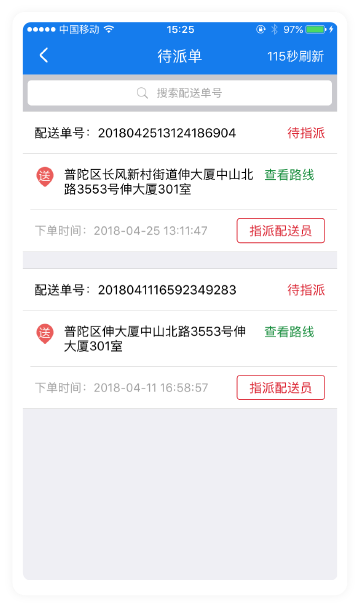 中国移动 15:25 97%
待派单 115秒刷新
搜索配送单号
配送单号：2018042513124186904 待指派
送 普陀区长风新村街道伸大厦中山北 查看路线
路3553号伸大厦301室
下单时间：2018-04-25 13:11:47 指派配送员
配送单号：2018041116592349283 待指派
送 普陀区伸大厦中山北路3553号伸 查看路线
大厦301室
下单时间：2018-04-11 16:58:57 指派配送员